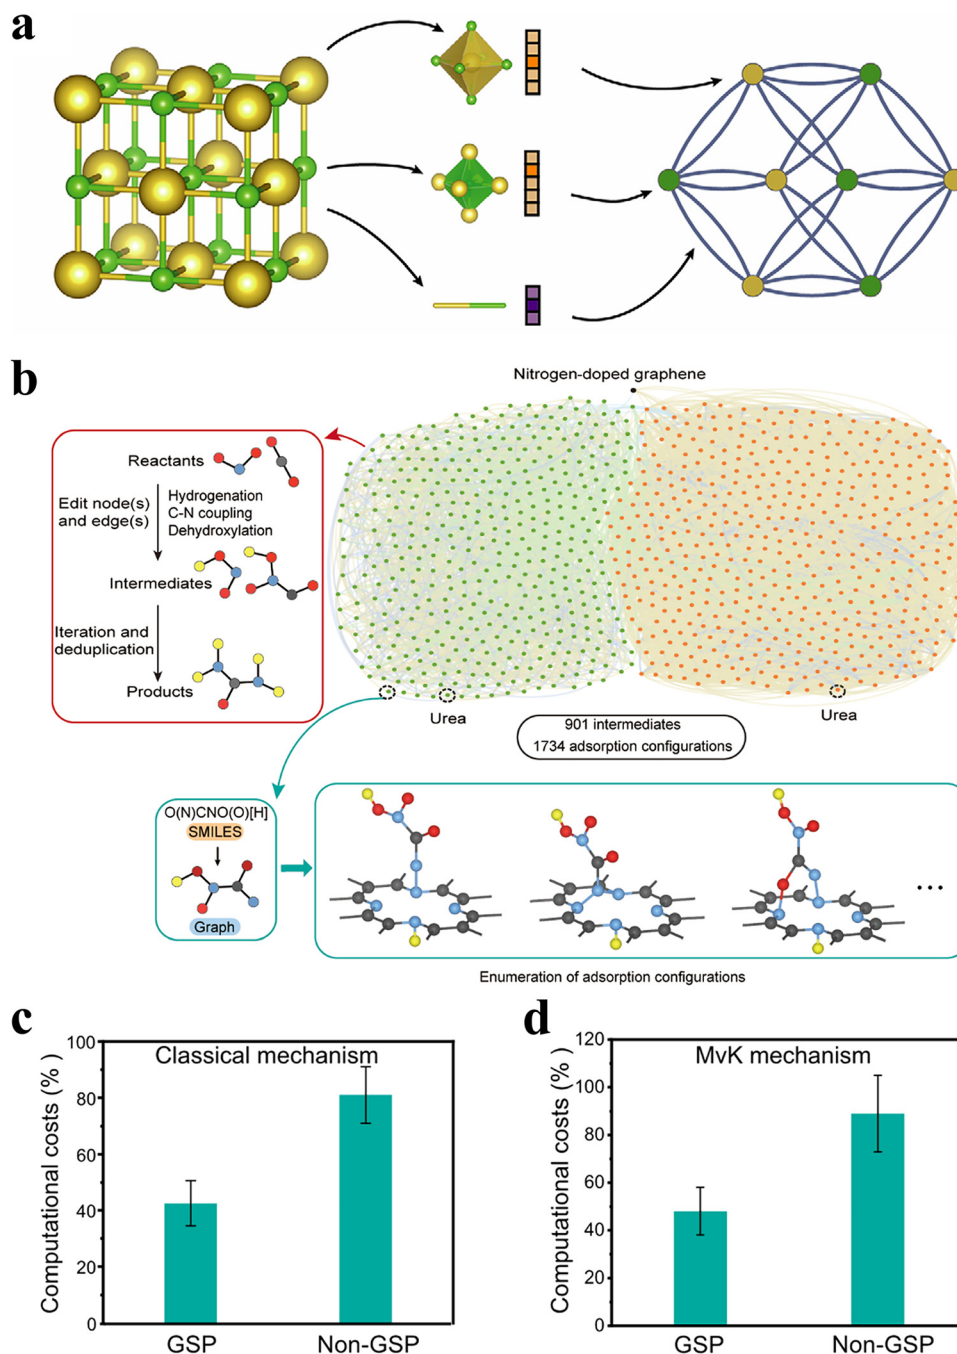 a
b
Nitrogen-doped graphene
Reactants
Edit node(s)
and edge(s)
Hydrogenation
C-N coupling
Dehydroxylation
Intermediates
Iteration and
deduplication
Products
Urea
Urea
901 intermediates
1734 adsorption configurations
O(N)CNO(O)[H]
SMILES
Graph
...
Enumeration of adsorption configurations
c
Classical mechanism
Computational costs (% )
100
80
60
40
20
0
GSP
Non-GSP
d
MvK mechanism
Computational costs (% )
120
100
80
60
40
20
0
GSP
Non-GSP